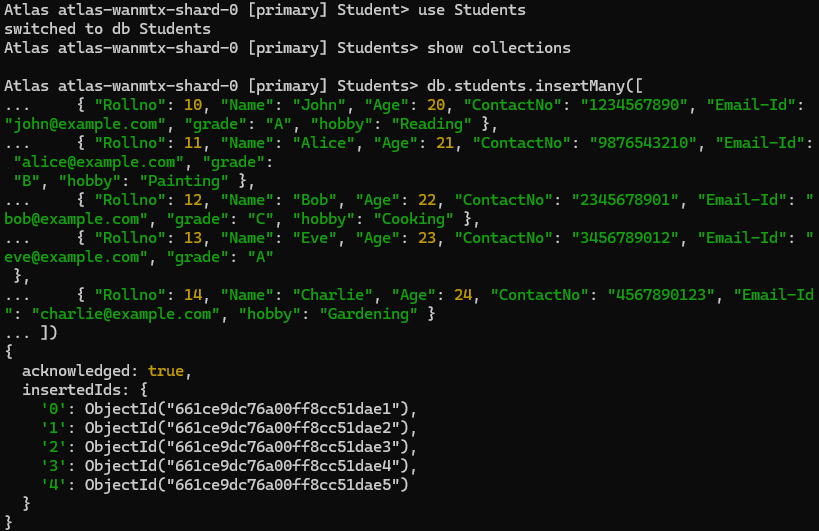 Atlas atlas-wanmtx-shard-0 [primary] Student> use Students
switched to db Students
Atlas atlas-wanmtx-shard-0 [primary] Students> show collections

Atlas atlas-wanmtx-shard-0 [primary] Students> db.students.insertMany([
...     { "Rollno": 10, "Name": "John", "Age": 20, "ContactNo": "1234567890", "Email-Id":
"john@example.com", "grade": "A", "hobby": "Reading" },
...     { "Rollno": 11, "Name": "Alice", "Age": 21, "ContactNo": "9876543210", "Email-Id":
 "alice@example.com", "grade":
 "B", "hobby": "Painting" },
...     { "Rollno": 12, "Name": "Bob", "Age": 22, "ContactNo": "2345678901", "Email-Id": "
bob@example.com", "grade": "C", "hobby": "Cooking" },
...     { "Rollno": 13, "Name": "Eve", "Age": 23, "ContactNo": "3456789012", "Email-Id": "
eve@example.com", "grade": "A"
 },
...     { "Rollno": 14, "Name": "Charlie", "Age": 24, "ContactNo": "4567890123", "Email-Id
": "charlie@example.com", "hobby": "Gardening" }
... ])
{
  acknowledged: true,
  insertedIds: {
    '0': ObjectId("661ce9dc76a00ff8cc51dae1"),
    '1': ObjectId("661ce9dc76a00ff8cc51dae2"),
    '2': ObjectId("661ce9dc76a00ff8cc51dae3"),
    '3': ObjectId("661ce9dc76a00ff8cc51dae4"),
    '4': ObjectId("661ce9dc76a00ff8cc51dae5")
  }
}